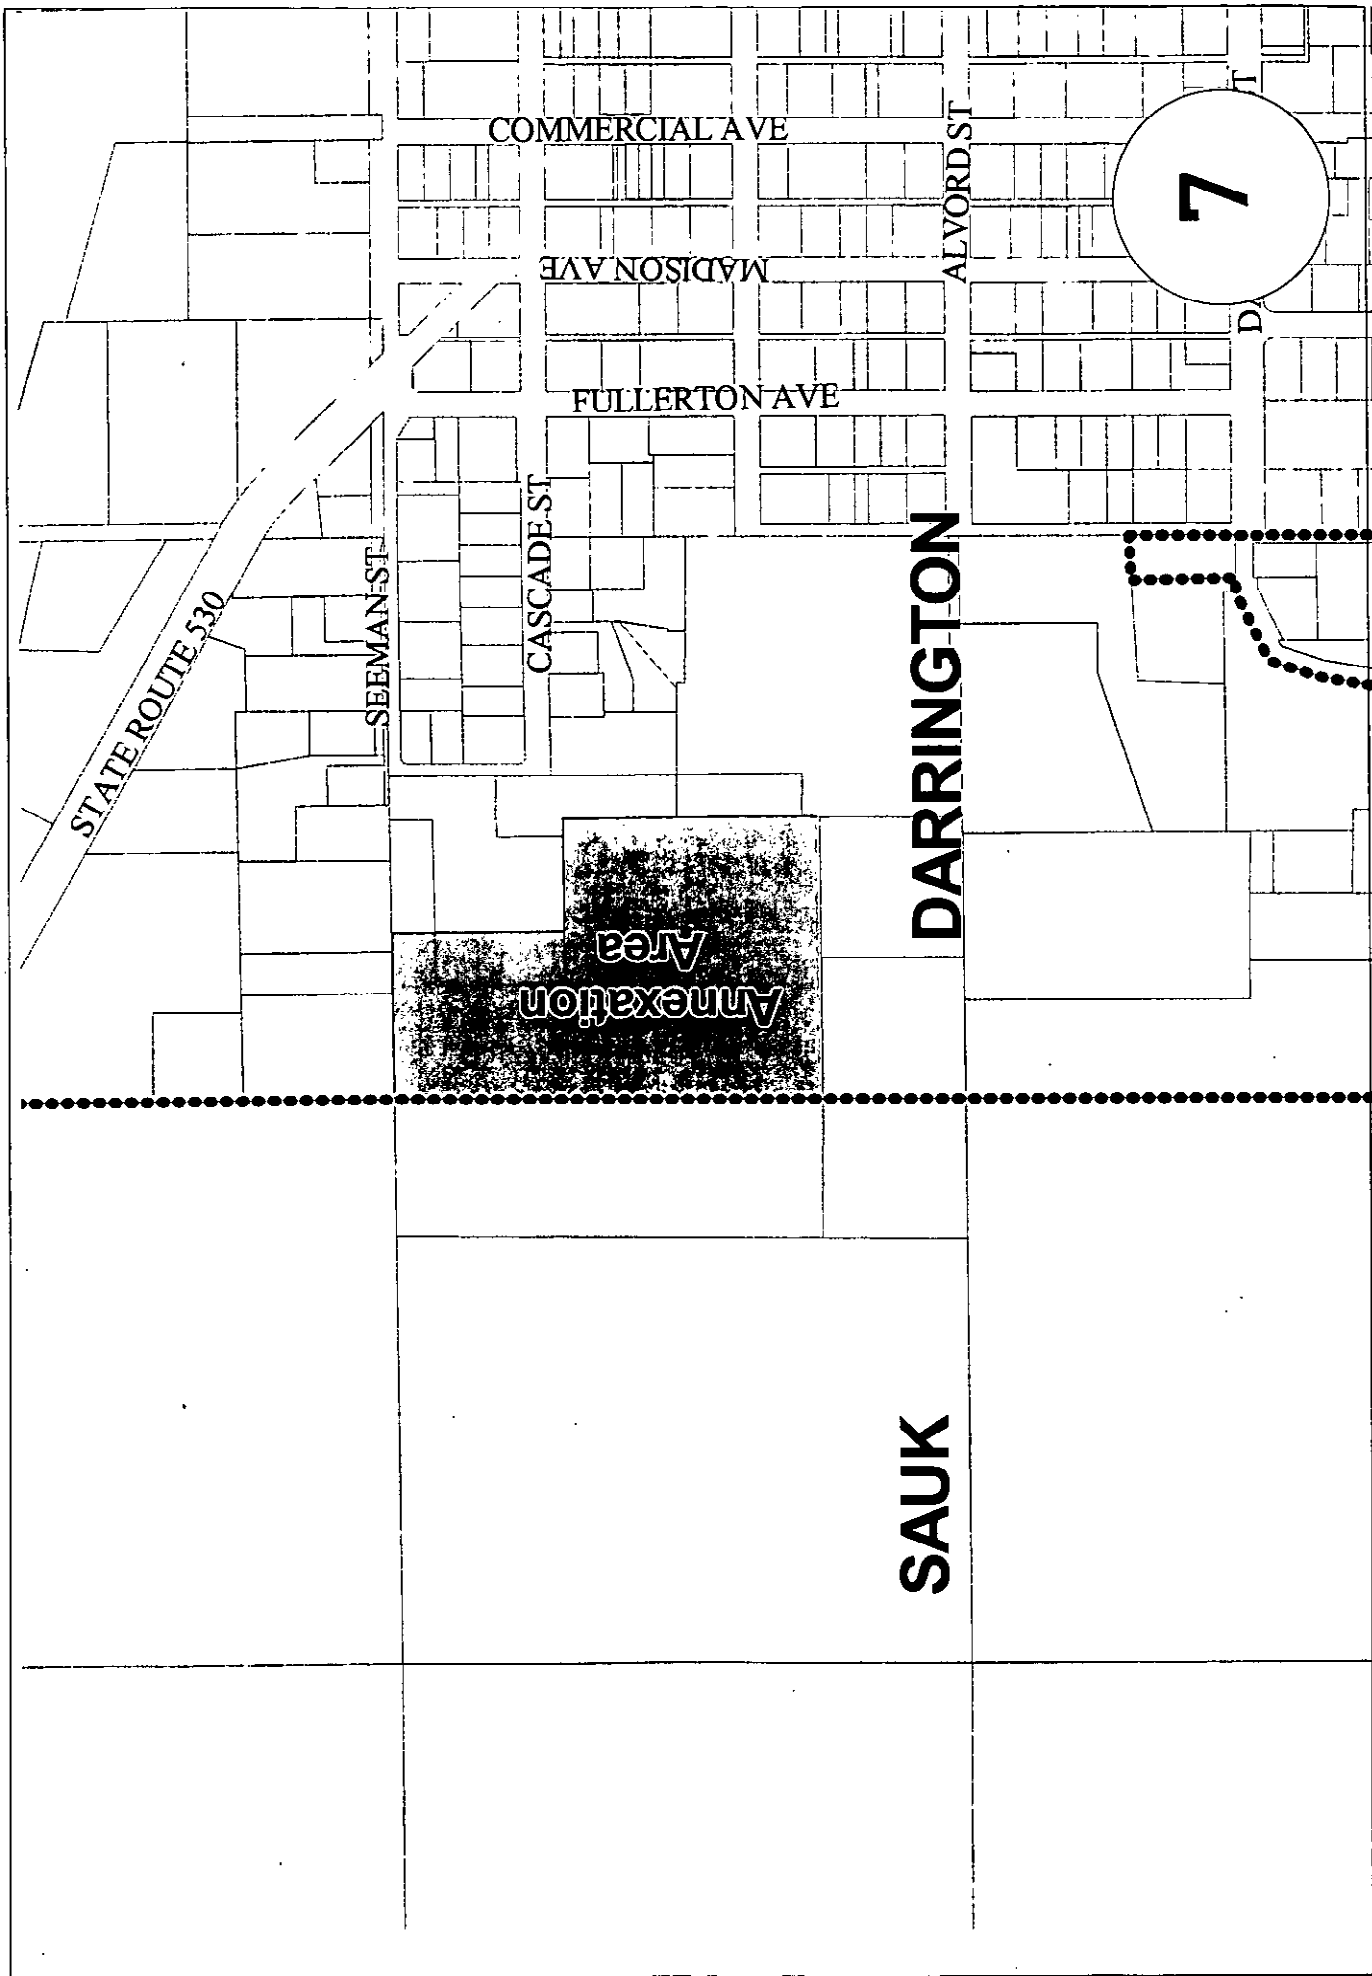 COMMERCIAL AVE
ALVORD ST
7
MADISON AVE
FULLERTON AVE
CASCADE ST
SEEMAN ST
STATE ROUTE 530
DARRINGTON
Annexation
Area
SAUK